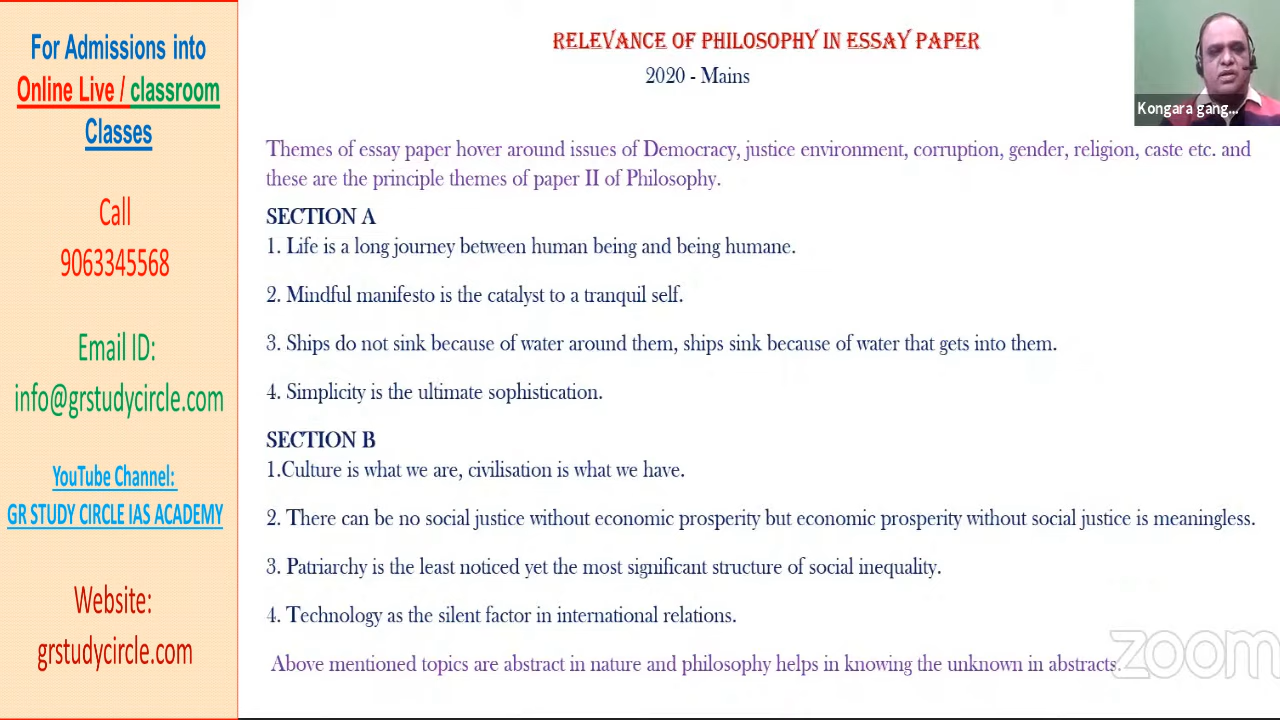 For Admissions into
Online Live / classroom
Classes
Call
9063345568
Email ID:
info@grstudycircle.com
YouTube Channel:
GR STUDY CIRCLE IAS ACADEMY
Website:
grstudycircle.com
RELEVANCE OF PHILOSOPHY IN ESSAY PAPER
2020 - Mains
Kongara gang...
Themes of essay paper hover around issues of Democracy, justice environment, corruption, gender, religion, caste etc. and
these are the principle themes of paper II of Philosophy.
SECTION A
1. Life is a long journey between human being and being humane.
2. Mindful manifesto is the catalyst to a tranquil self.
3. Ships do not sink because of water around them, ships sink because of water that gets into them.
4. Simplicity is the ultimate sophistication.
SECTION B
1.Culture is what we are, civilisation is what we have.
2. There can be no social justice without economic prosperity but economic prosperity without social justice is meaningless.
3. Patriarchy is the least noticed yet the most significant structure of social inequality.
4. Technology as the silent factor in international relations.
Above mentioned topics are abstract in nature and philosophy helps in knowing the unknown in abstracts.
zoom